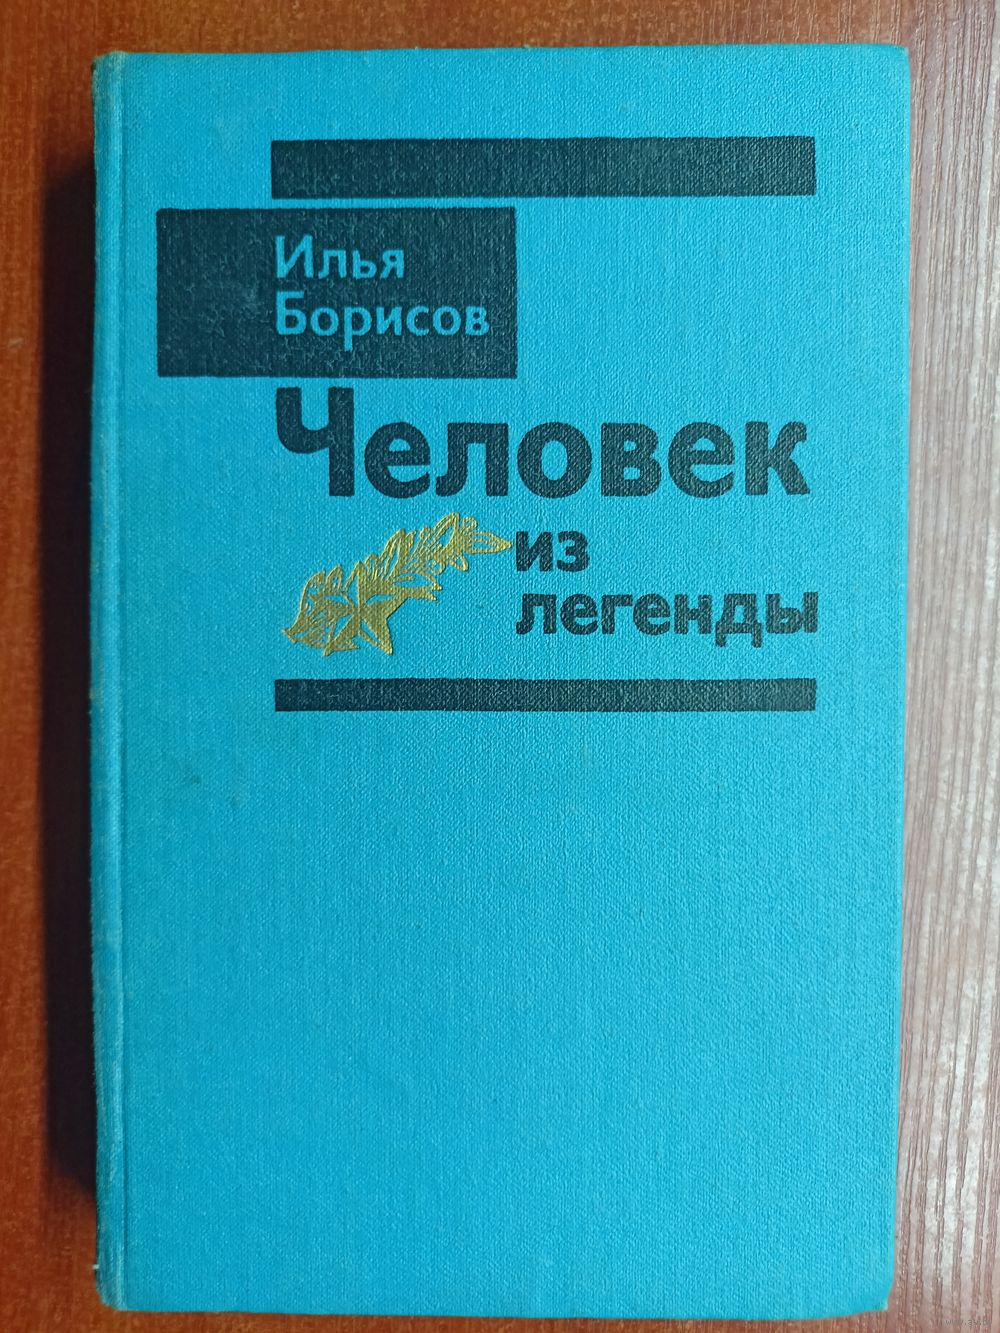 Илья
Борисов
Человек
из
легенды